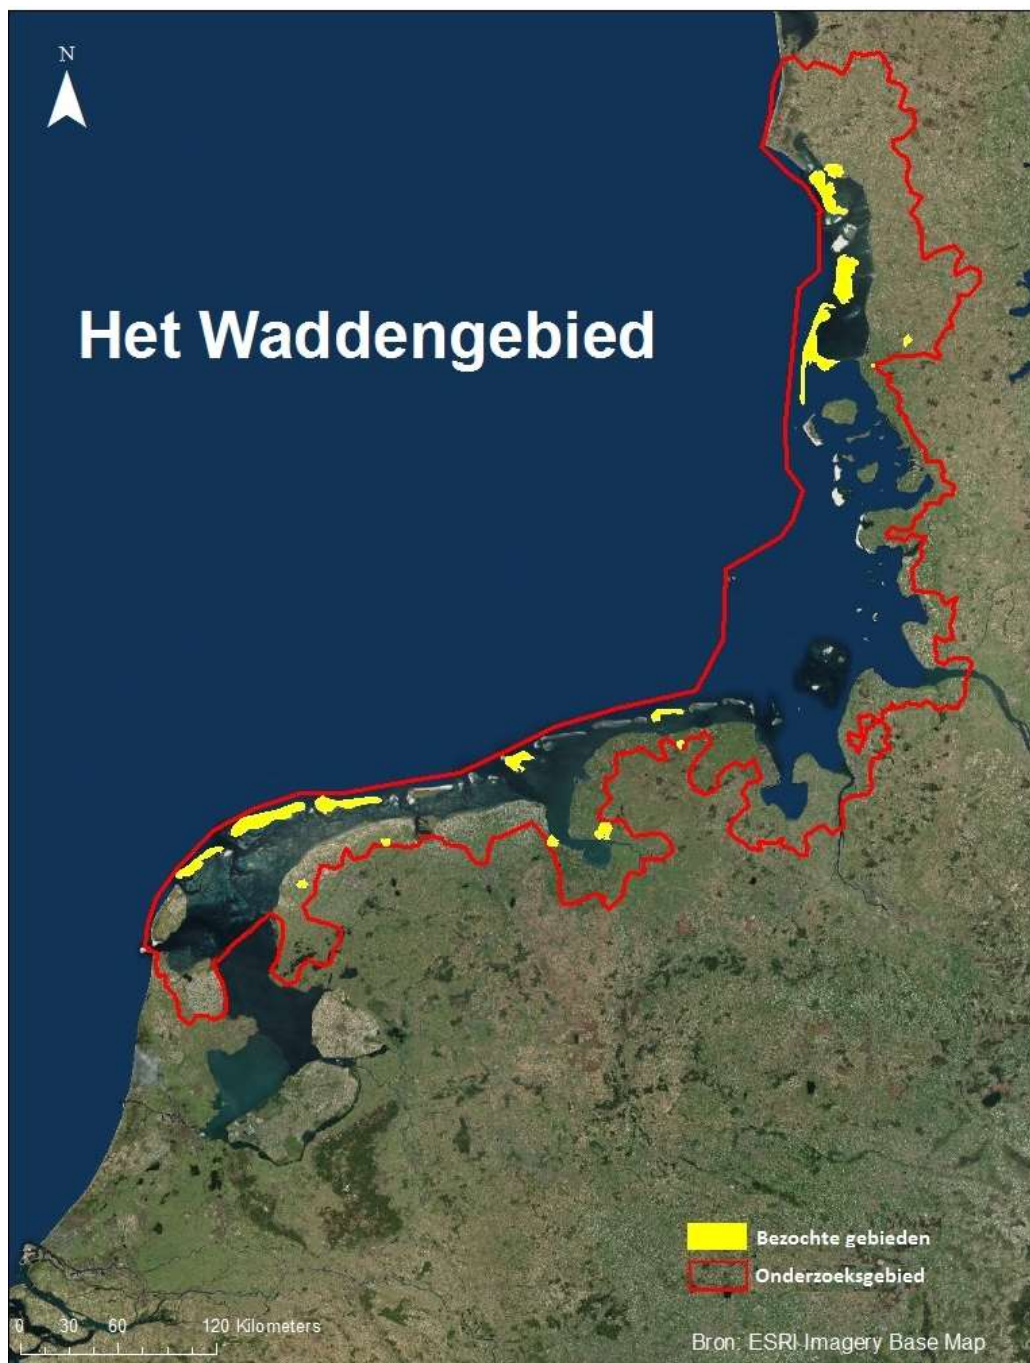 N
Het Waddengebied
Bezochte gebieden
Onderzoeksgebied
0 30 60 120 Kilometers
Bron: ESRI Imagery Base Map